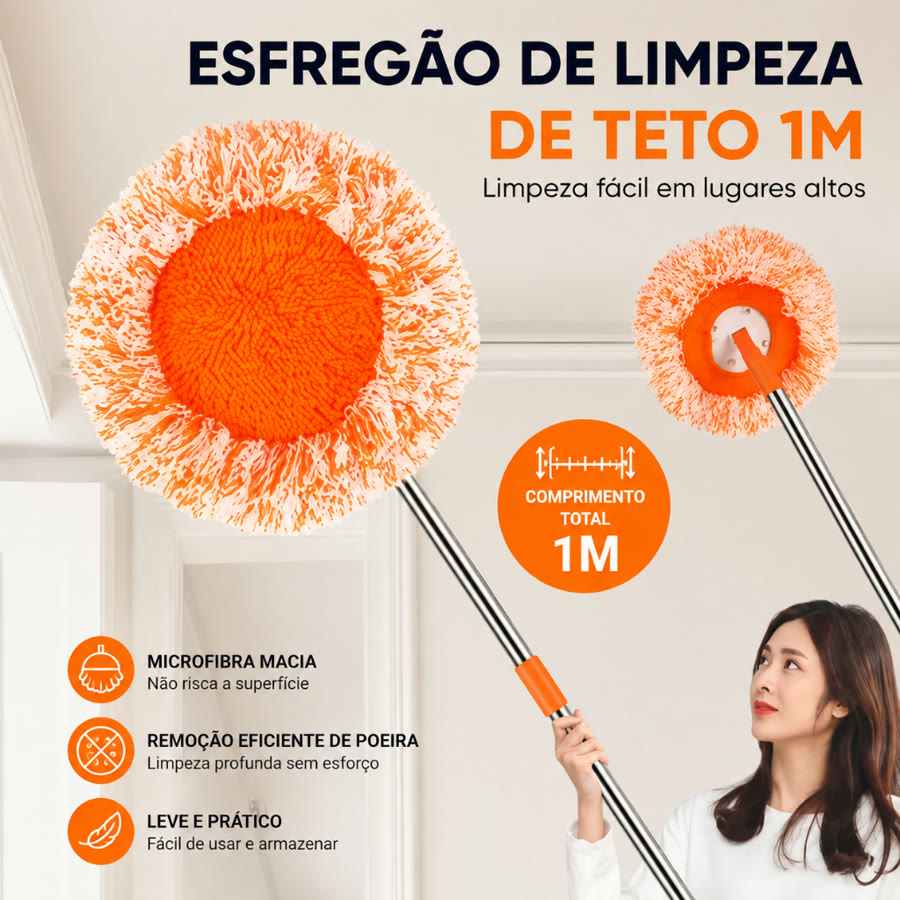 ESFREGÃO DE LIMPEZA
DE TETO 1M
Limpeza fácil em lugares altos
COMPRIMENTO
TOTAL
1M
MICROFIBRA MACIA
Não risca a superfície
REMOÇÃO EFICIENTE DE POEIRA
Limpeza profunda sem esforço
LEVE E PRÁTICO
Fácil de usar e armazenar